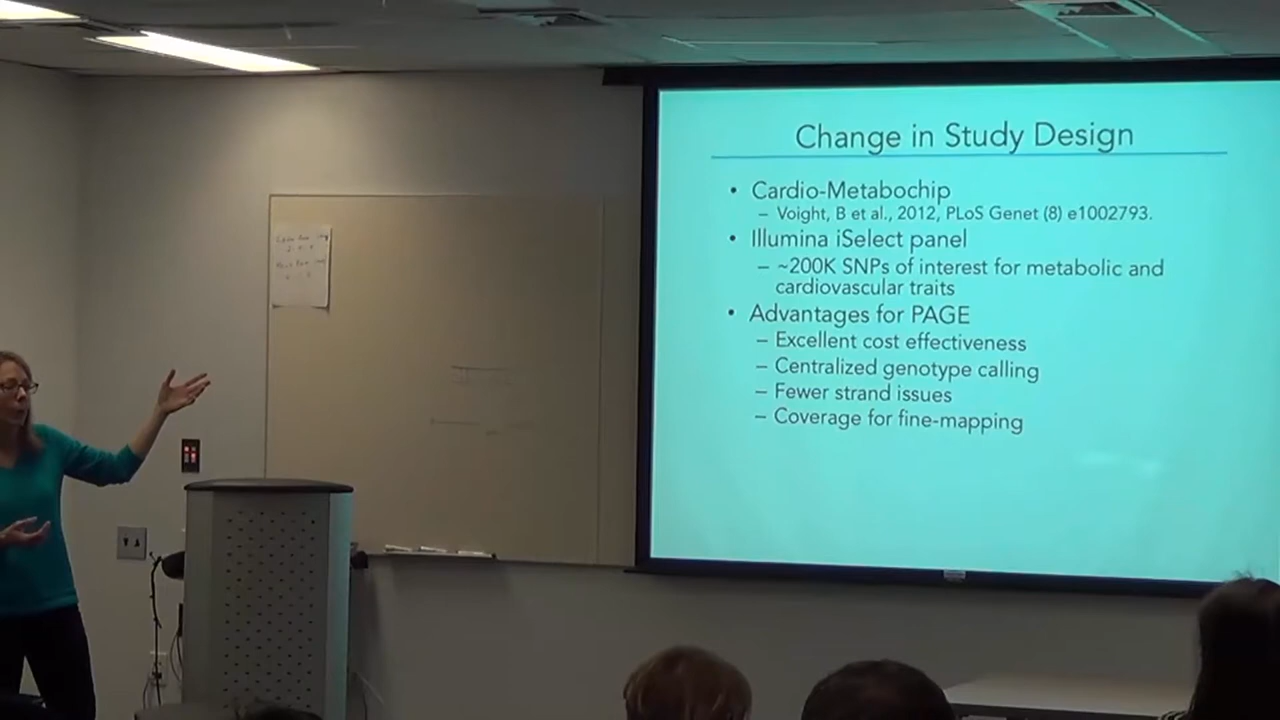 Change in Study Design
• Cardio-Metabochip
– Voight, B et al., 2012, PLoS Genet (8) e1002793.
• Illumina iSelect panel
– ~200K SNPs of interest for metabolic and
cardiovascular traits
• Advantages for PAGE
– Excellent cost effectiveness
– Centralized genotype calling
– Fewer strand issues
– Coverage for fine-mapping